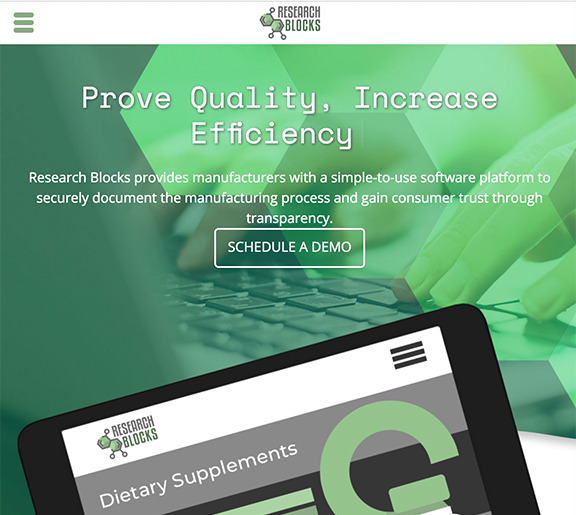 RESEARCH
BLOCKS
Prove Quality, Increase
Efficiency
Research Blocks provides manufacturers with a simple-to-use software platform to
securely document the manufacturing process and gain consumer trust through
transparency.
SCHEDULE A DEMO
RESEARCH
BLOCKS
Dietary Supplements
G